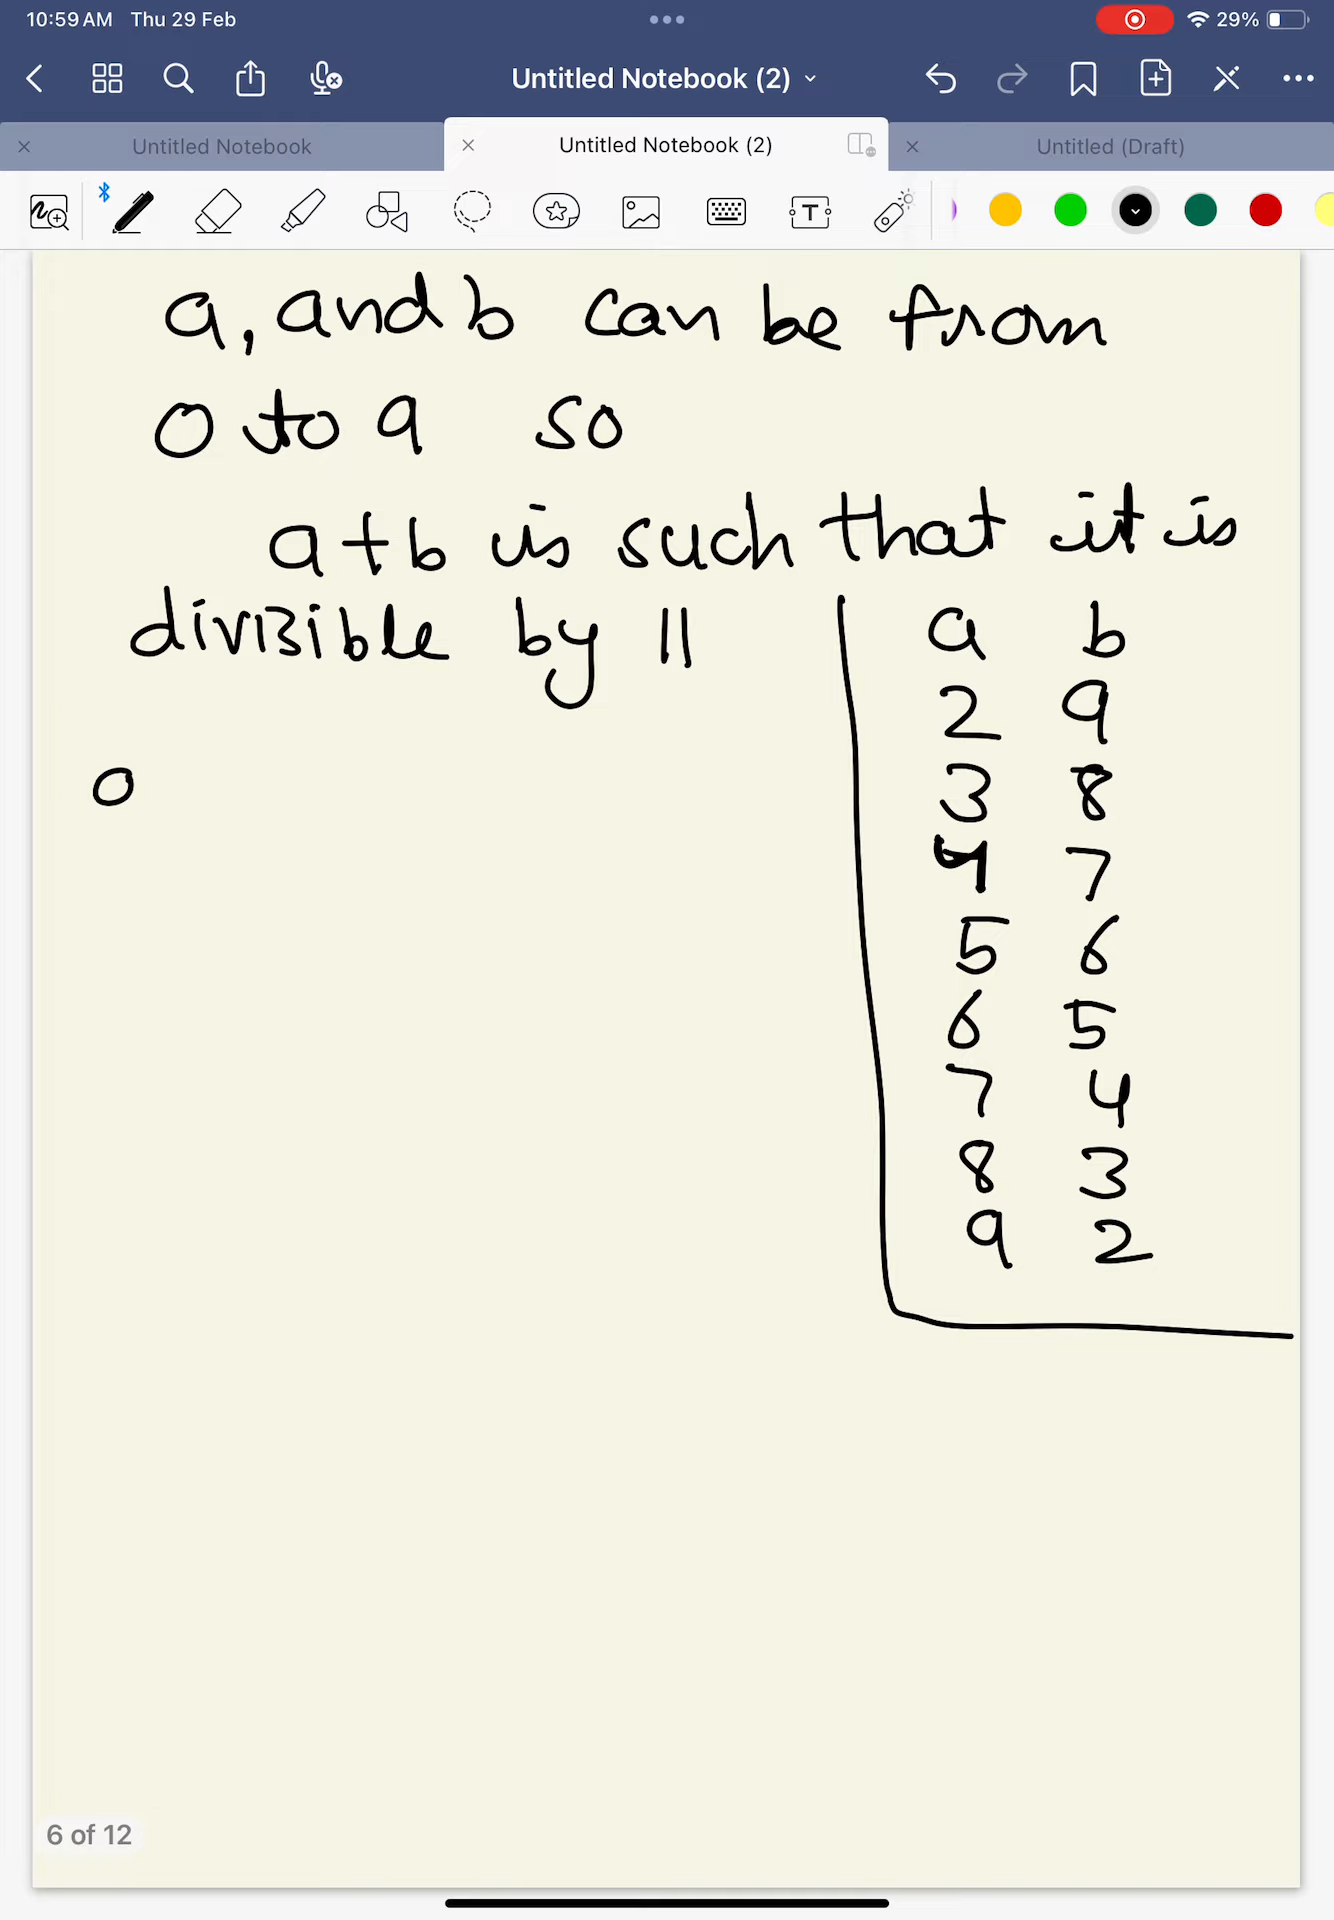 10:59 AM Thu 29 Feb
29%
Untitled Notebook (2)
Untitled Notebook
Untitled Notebook (2)
Untitled (Draft)
T
a, and b can be from
0 to 9 so
a+b is such that it is
divisible by 11
a b
2 9
0
3 8
4 7
5 6
6 5
7 4
8 3
9 2
6 of 12